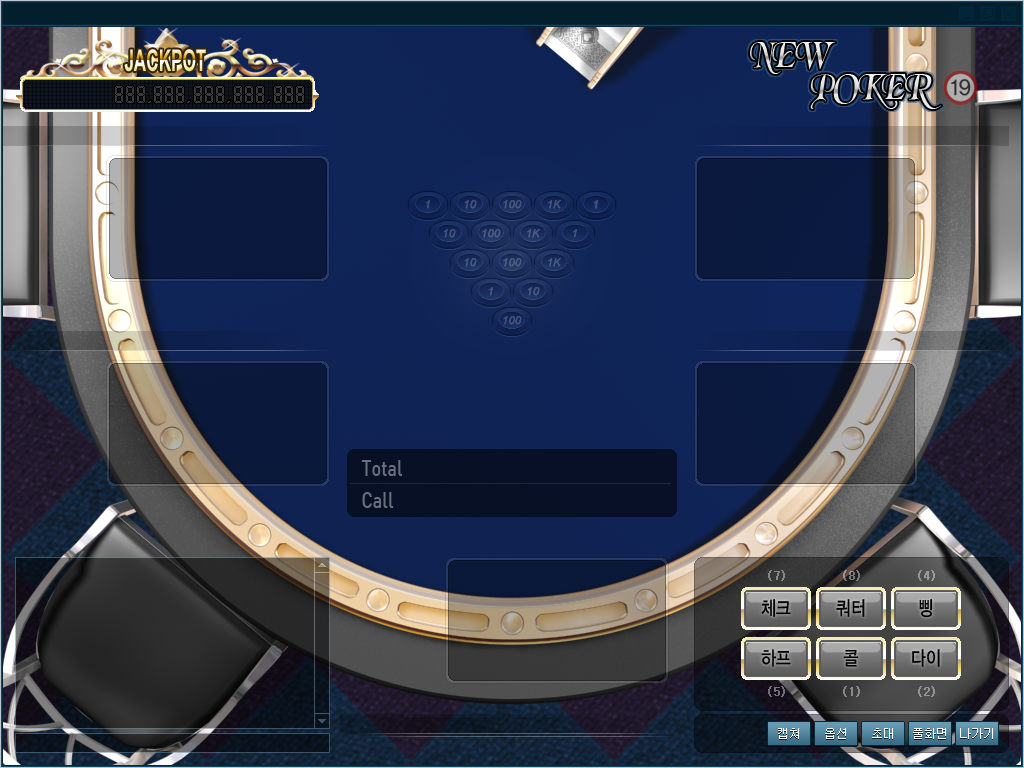 JACKPOT
888.888.888.888.888
NEW
POKER
19
1 10 100 1K 1
10 100 1K 1
10 100 1K
1 10
100
Total
Call
(7) (8) (4)
체크 쿼터 삥
하프 콜 다이
(5) (1) (2)
캡쳐 옵션 초대 풀화면 나가기